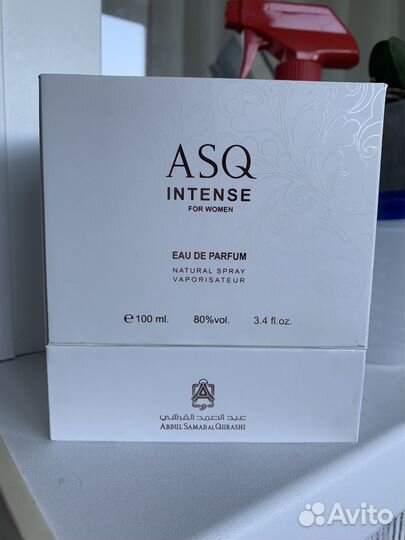 ASQ
INTENSE
FOR WOMEN
EAU DE PARFUM
NATURAL SPRAY
VAPORISATEUR
℮ 100 ml. 80%vol. 3.4 fl.oz.
عبد الصمد القرشي
ABDUL SAMAD AL QURASHI
Avito